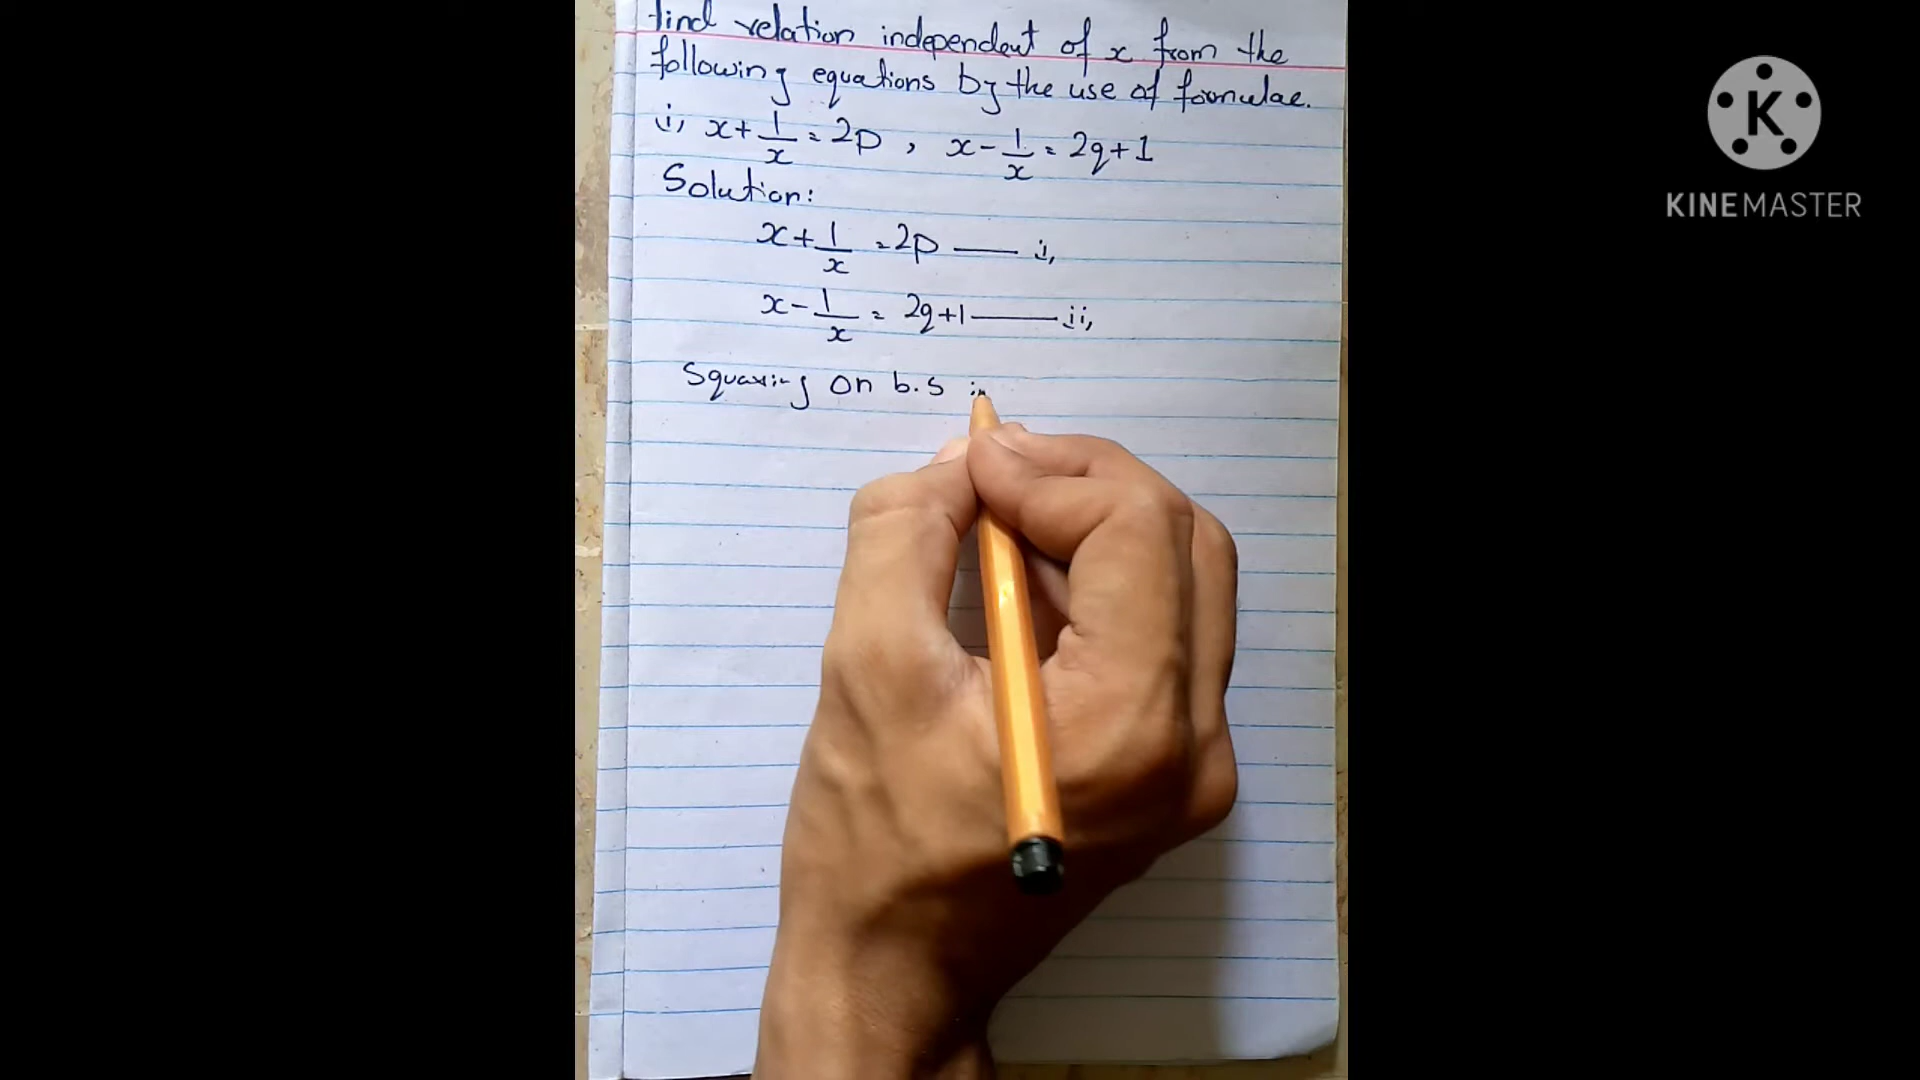 find relation independent of x from the
following equations by the use of formulae.
i, x+1/x=2p , x-1/x=2q+1
Solution:
x+1/x=2p —— i,
x-1/x= 2q+1 —— ii,
Squaring on b.s in
K
KINEMASTER